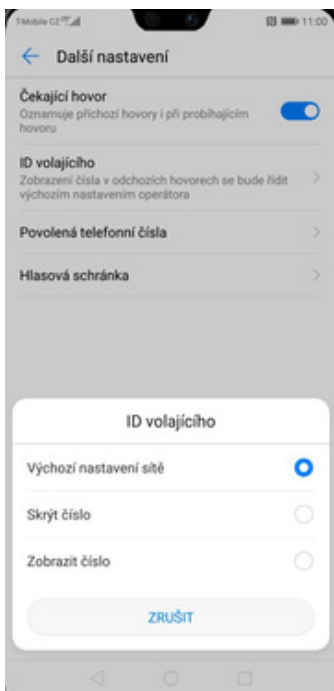 T-Mobile CZ
11:00
Další nastavení
Čekající hovor
Oznamuje příchozí hovory i při probíhajícím
hovoru
ID volajícího
Zobrazení čísla v odchozích hovorech se bude řídit
výchozím nastavením operátora
Povolená telefonní čísla
Hlasová schránka
ID volajícího
Výchozí nastavení sítě
Skrýt číslo
Zobrazit číslo
ZRUŠIT